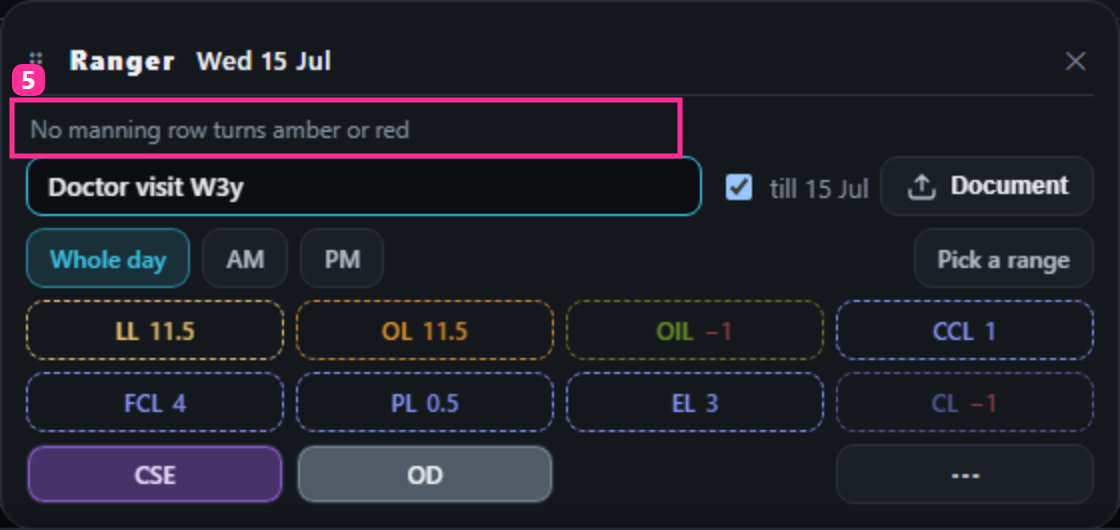 Ranger Wed 15 Jul
5
No manning row turns amber or red
Doctor visit W3y till 15 Jul Document
Whole day AM PM Pick a range
LL 11.5 OL 11.5 OIL −1 CCL 1
FCL 4 PL 0.5 EL 3 CL −1
CSE OD ---